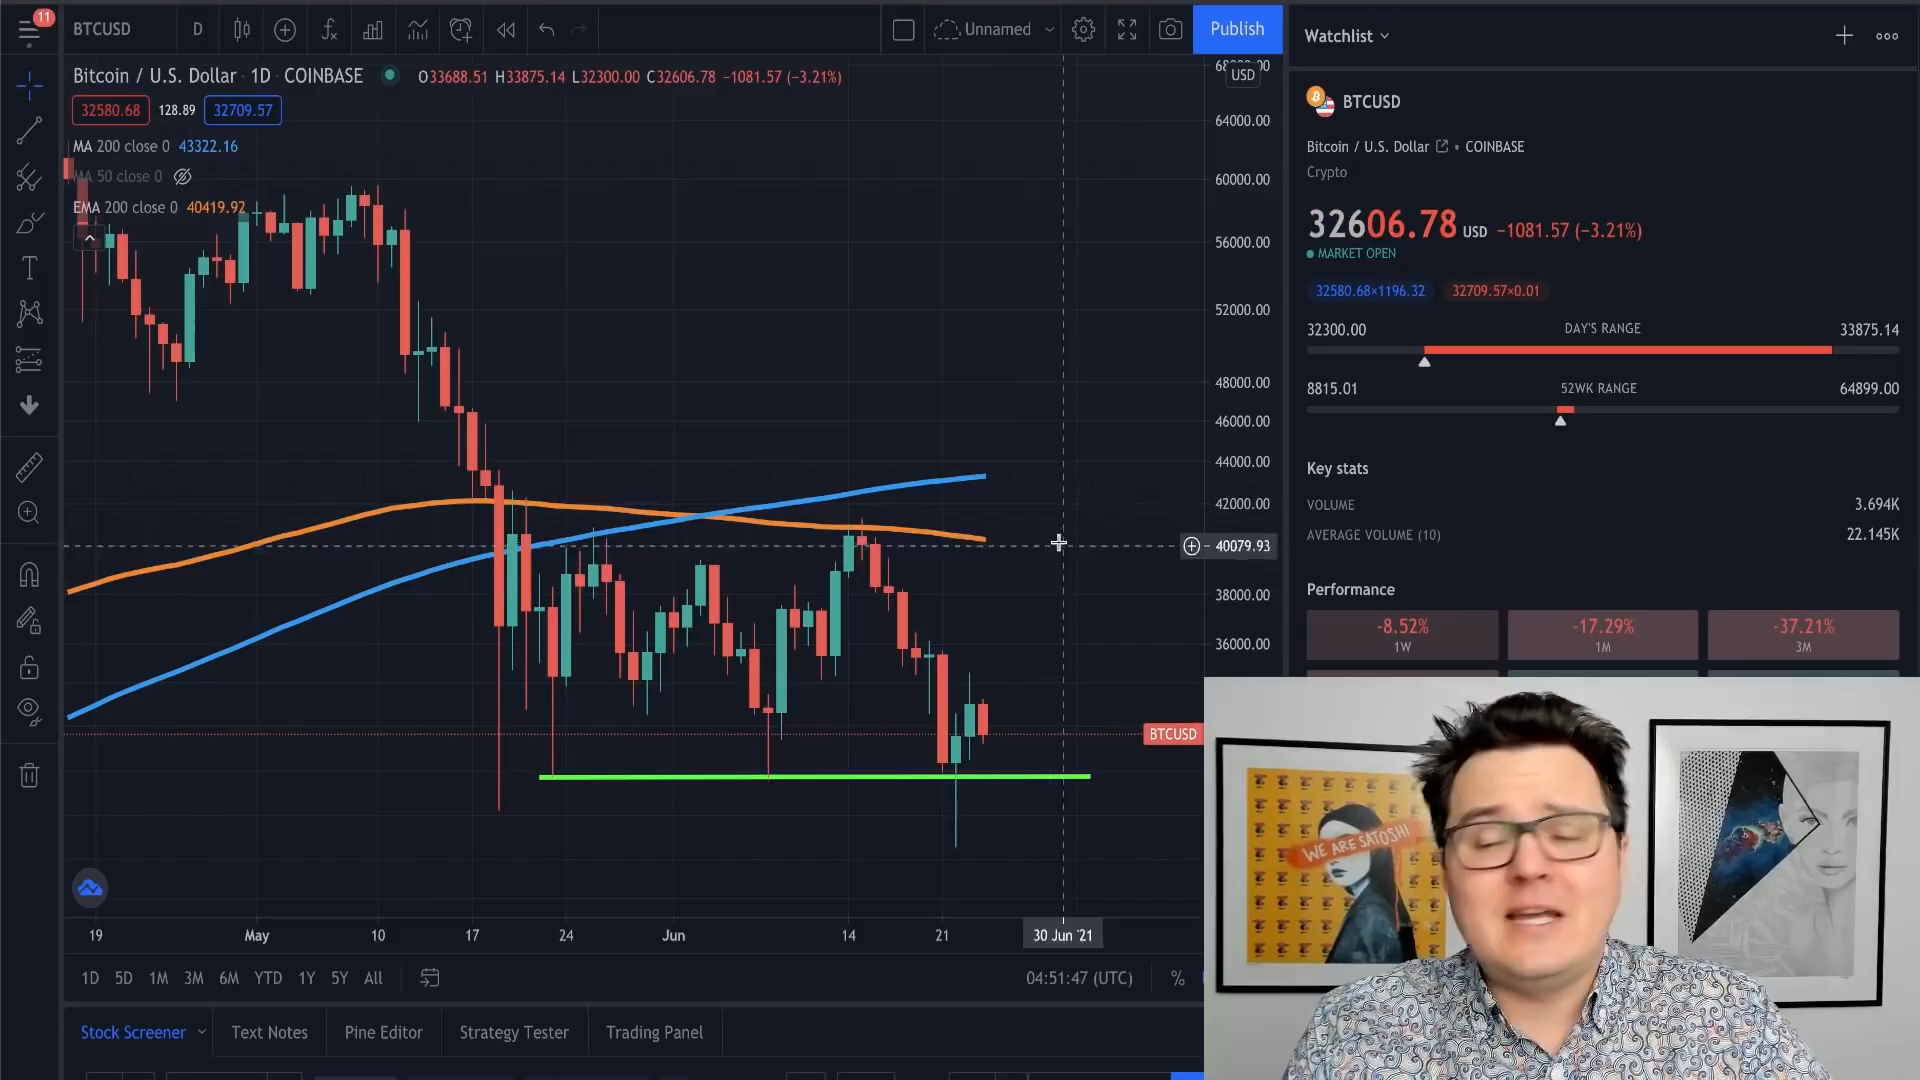 11
BTCUSD
D
Unnamed
Publish
Watchlist
Bitcoin / U.S. Dollar 1D COINBASE
O33688.51 H33875.14 L32300.00 C32606.78 −1081.57 (−3.21%)
USD
32580.68 128.89 32709.57
MA 200 close 0 43322.16
MA 50 close 0
EMA 200 close 0 40419.92
64000.00
60000.00
56000.00
52000.00
48000.00
46000.00
44000.00
42000.00
40079.93
38000.00
36000.00
BTCUSD
19 May 10 17 24 Jun 14 21 30 Jun '21
1D 5D 1M 3M 6M YTD 1Y 5Y All
04:51:47 (UTC) %
Stock Screener Text Notes Pine Editor Strategy Tester Trading Panel
BTCUSD
Bitcoin / U.S. Dollar • COINBASE
Crypto
32606.78 USD −1081.57 (−3.21%)
MARKET OPEN
32580.68×1196.32 32709.57×0.01
32300.00 DAY'S RANGE 33875.14
8815.01 52WK RANGE 64899.00
Key stats
VOLUME 3.694K
AVERAGE VOLUME (10) 22.145K
Performance
-8.52% -17.29% -37.21%
1W 1M 3M
WE ARE SATOSHI